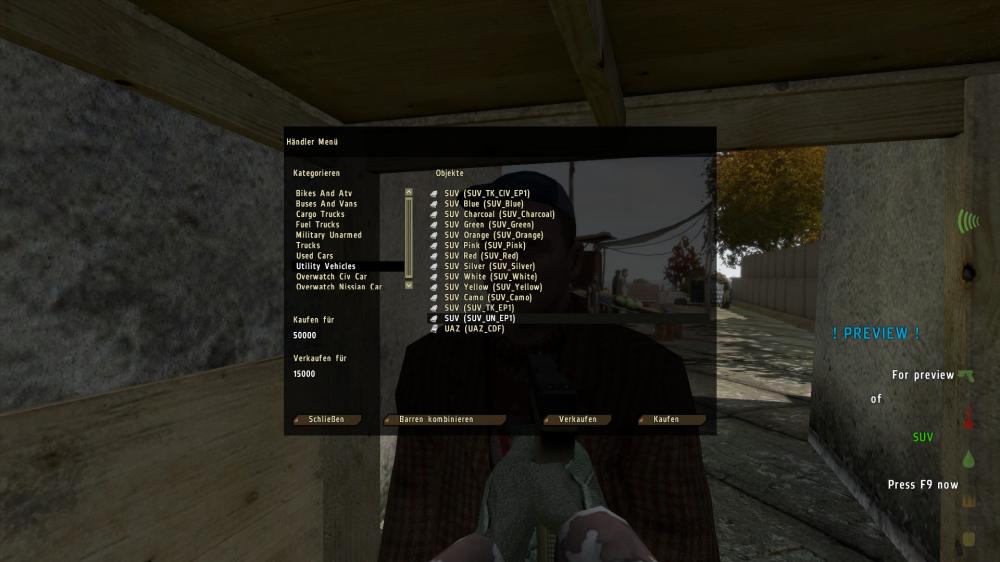 Händler Menü
Kategorieren
Bikes And Atv
Buses And Vans
Cargo Trucks
Fuel Trucks
Military Unarmed
Trucks
Used Cars
Utility Vehicles
Overwatch Civ Car
Overwatch Nissian Car
Objekte
SUV (SUV_TK_CIV_EP1)
SUV Blue (SUV_Blue)
SUV Charcoal (SUV_Charcoal)
SUV Green (SUV_Green)
SUV Orange (SUV_Orange)
SUV Pink (SUV_Pink)
SUV Red (SUV_Red)
SUV Silver (SUV_Silver)
SUV White (SUV_White)
SUV Yellow (SUV_Yellow)
SUV Camo (SUV_Camo)
SUV (SUV_TK_EP1)
SUV (SUV_UN_EP1)
UAZ (UAZ_CDF)
Kaufen für
50000
Verkaufen für
15000
Schließen
Barren kombinieren
Verkaufen
Kaufen
! PREVIEW !
For preview
of
SUV
Press F9 now